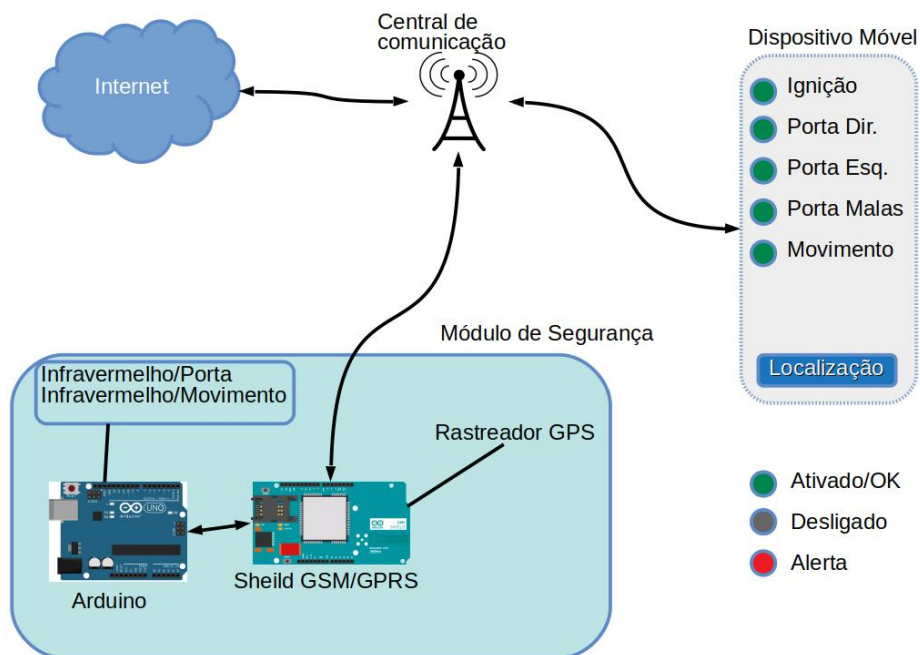 Central de
comunicação
Internet
Dispositivo Móvel
Ignição
Porta Dir.
Porta Esq.
Porta Malas
Movimento
Localização
Módulo de Segurança
Infravermelho/Porta
Infravermelho/Movimento
Rastreador GPS
UNO
Arduino
Sheild GSM/GPRS
Ativado/OK
Desligado
Alerta